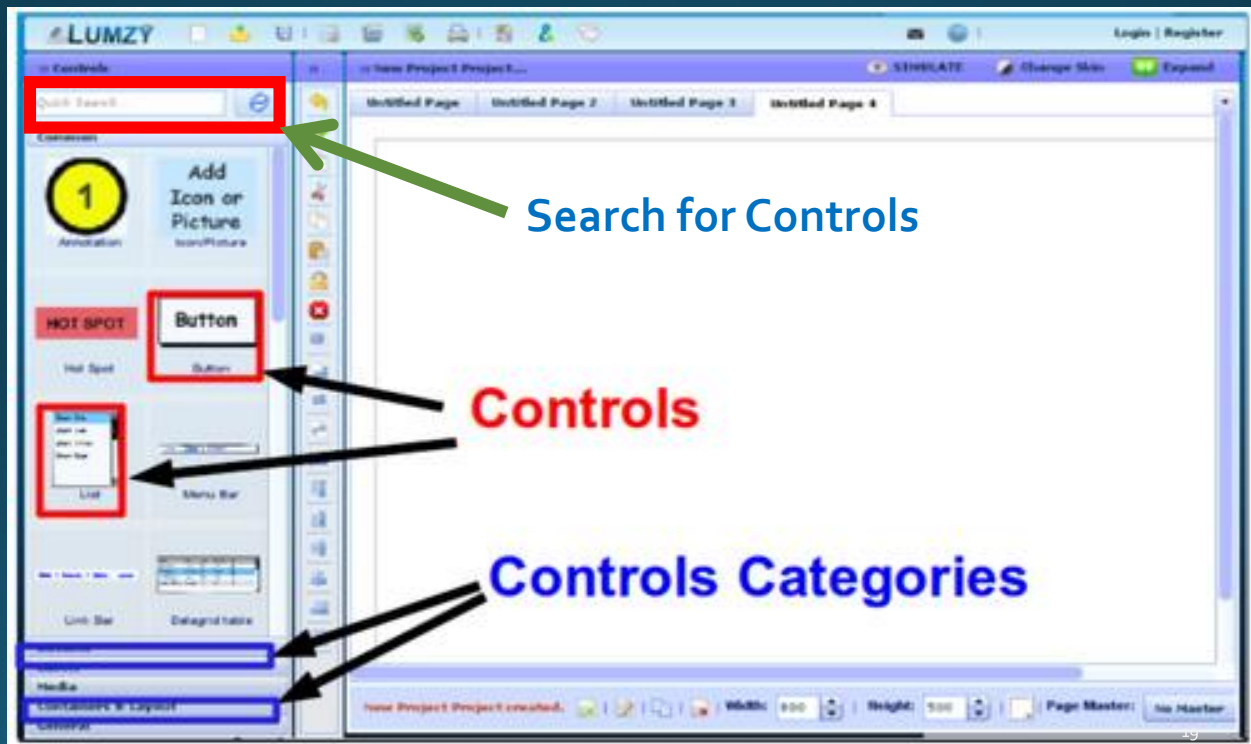 LUMZY
Login | Register
Controls
New Project Project...
SIMULATE
Change Skin
Expand
Quick Search
Untitled Page
Untitled Page 2
Untitled Page 3
Untitled Page 4
Common
1
Add
Icon or
Picture
Annotation
Icon/Picture
Search for Controls
HOT SPOT
Button
Hot Spot
Button
Controls
List
Menu Bar
Controls Categories
Link Bar
Datagrid table
Media
Containers & Layout
General
New Project Project created.
Width: 800
Height: 500
Page Master:
No Master
19